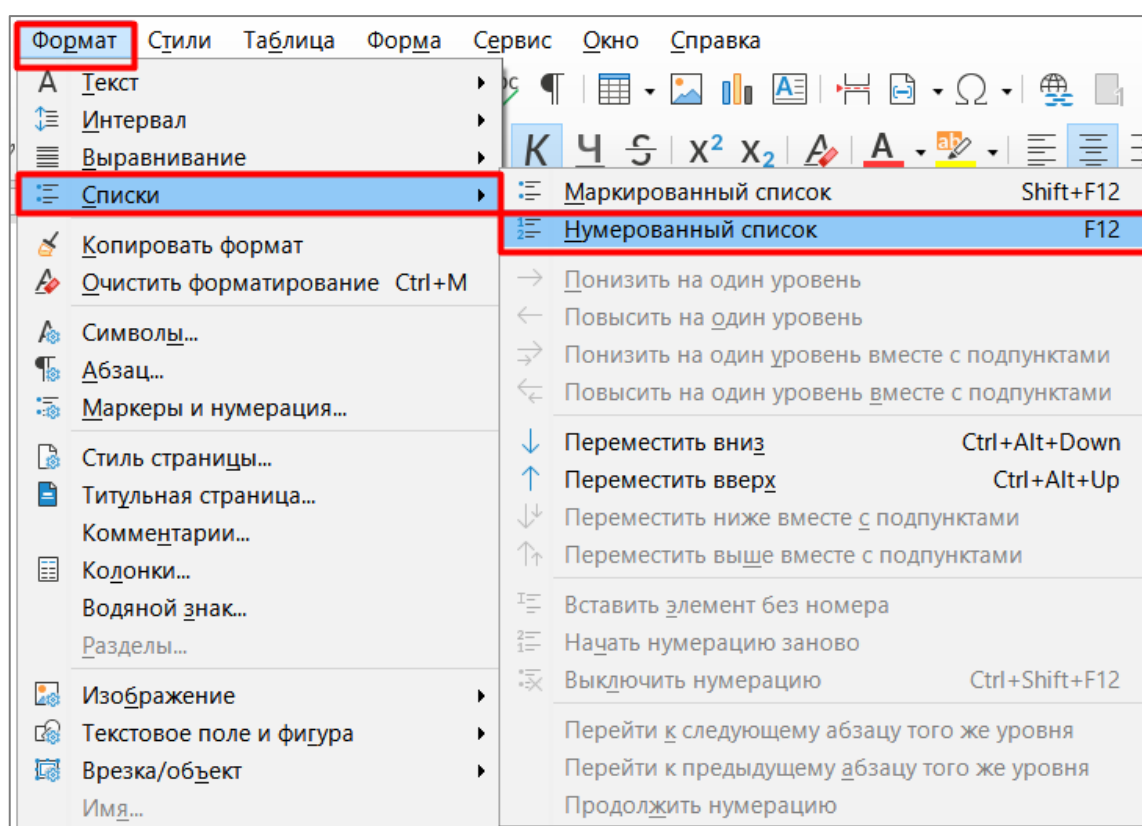 Формат Стили Таблица Форма Сервис Окно Справка
Текст
Интервал
Выравнивание
Списки
Копировать формат
Очистить форматирование Ctrl+M
Символы...
Абзац...
Маркеры и нумерация...
Стиль страницы...
Титульная страница...
Комментарии...
Колонки...
Водяной знак...
Разделы...
Изображение
Текстовое поле и фигура
Врезка/объект
Имя...
К Ч S X² X₂ A A ab
Маркированный список Shift+F12
Нумерованный список F12
Понизить на один уровень
Повысить на один уровень
Понизить на один уровень вместе с подпунктами
Повысить на один уровень вместе с подпунктами
Переместить вниз Ctrl+Alt+Down
Переместить вверх Ctrl+Alt+Up
Переместить ниже вместе с подпунктами
Переместить выше вместе с подпунктами
Вставить элемент без номера
Начать нумерацию заново
Выключить нумерацию Ctrl+Shift+F12
Перейти к следующему абзацу того же уровня
Перейти к предыдущему абзацу того же уровня
Продолжить нумерацию